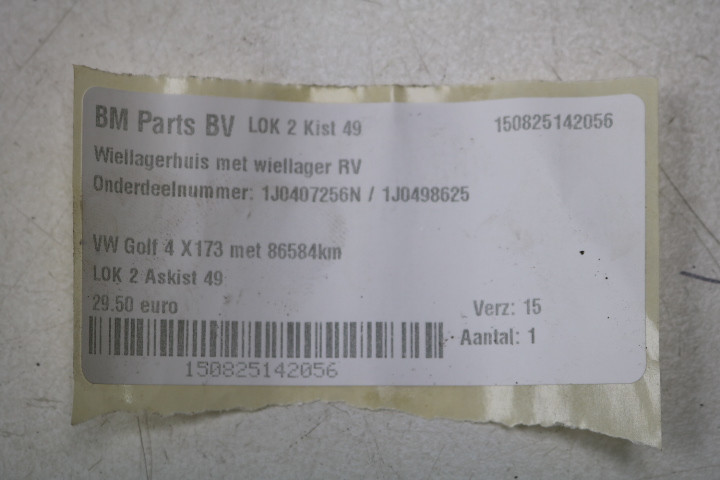 BM Parts BV LOK 2 Kist 49 150825142056
Wiellagerhuis met wiellager RV
Onderdeelnummer: 1J0407256N / 1J0498625
VW Golf 4 X173 met 86584km
LOK 2 Askist 49
29.50 euro Verz: 15
Aantal: 1
150825142056